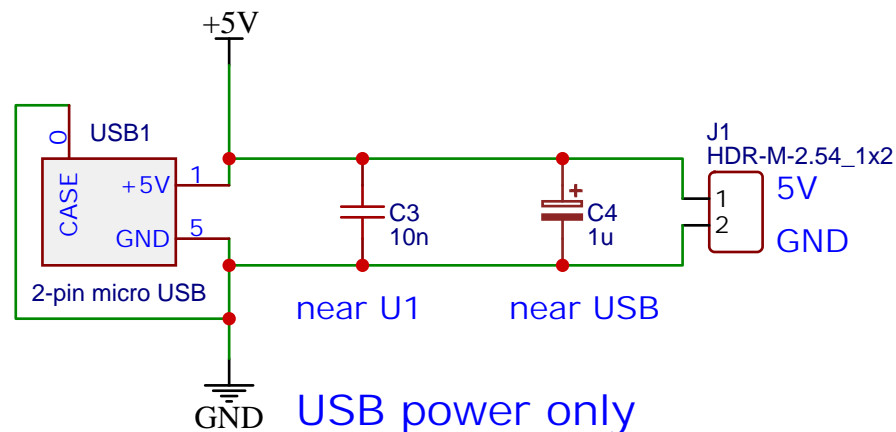 +5V
USB1
0
CASE
+5V
1
GND
5
2-pin micro USB
C3
10n
+
C4
1u
J1
HDR-M-2.54_1x2
1
2
5V
GND
near U1
near USB
GND
USB power only